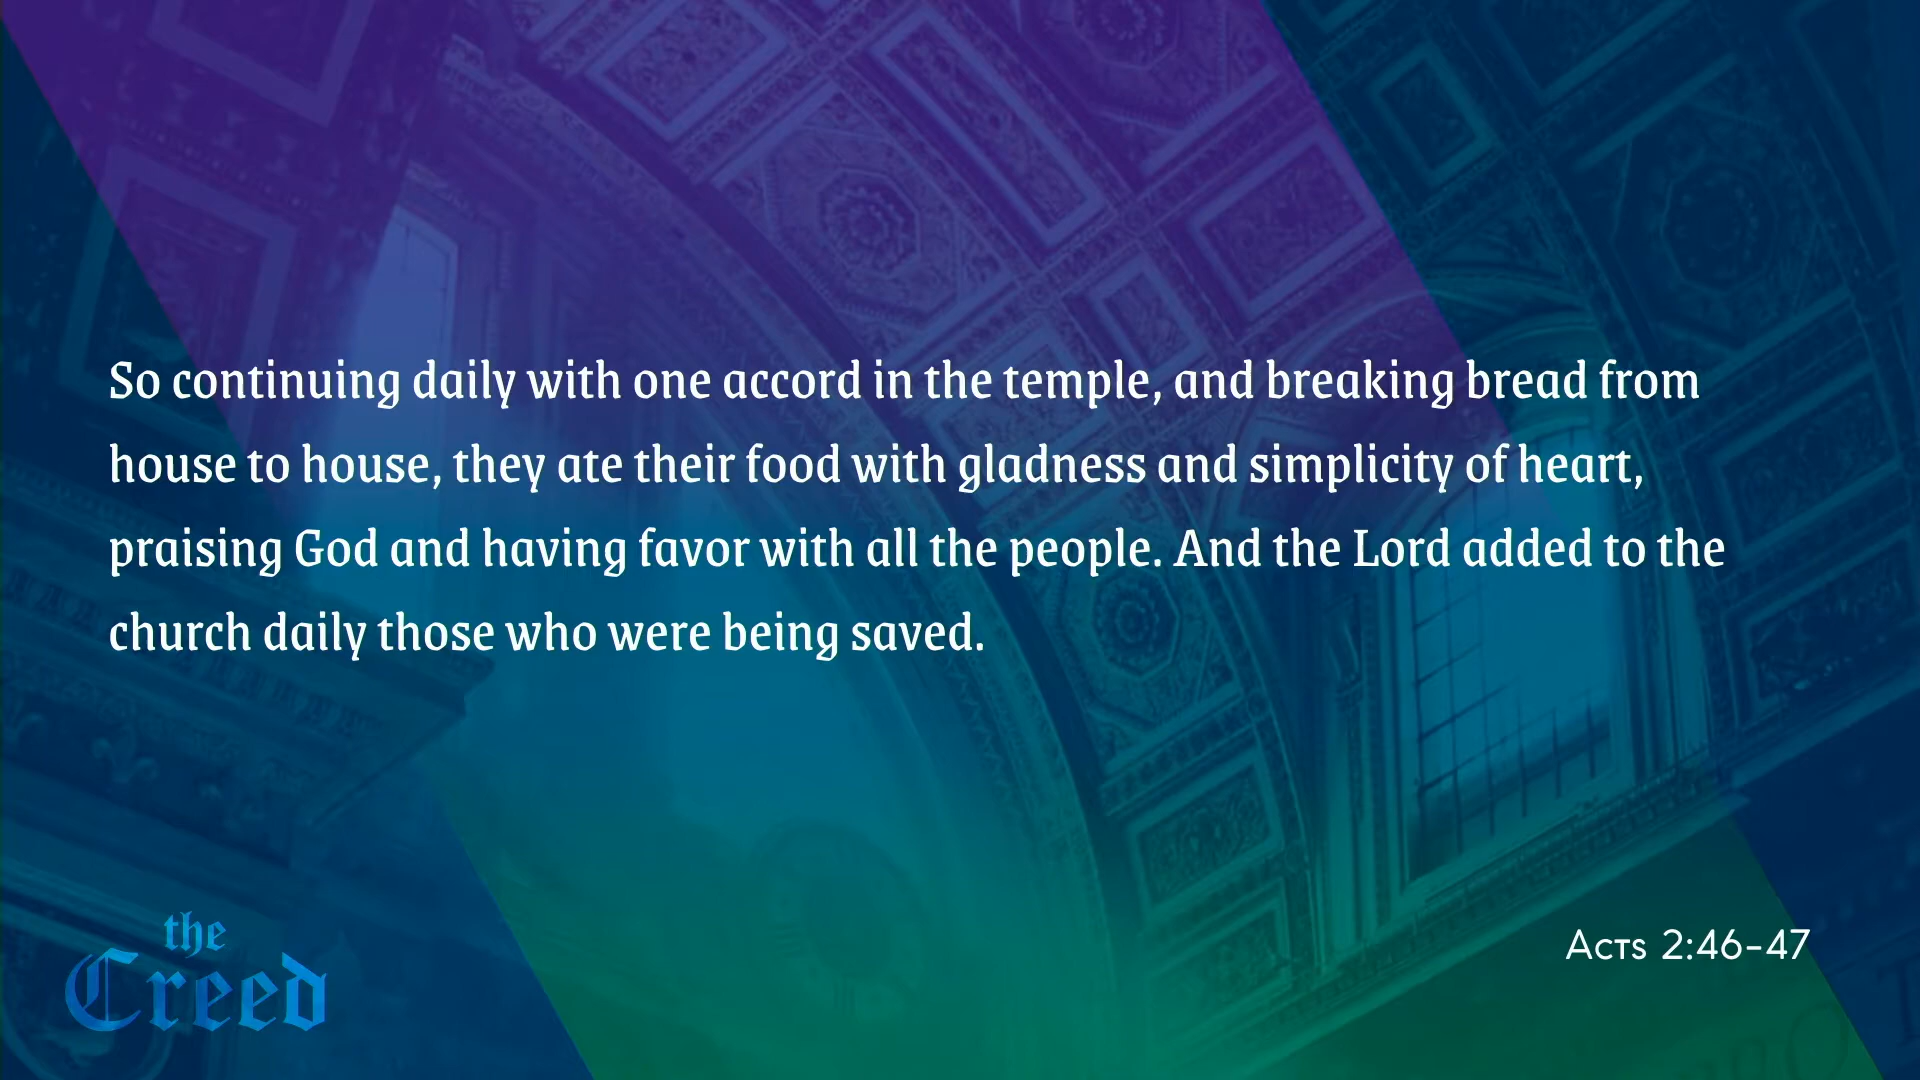 So continuing daily with one accord in the temple, and breaking bread from
house to house, they ate their food with gladness and simplicity of heart,
praising God and having favor with all the people. And the Lord added to the
church daily those who were being saved.
the
Creed
Acts 2:46-47